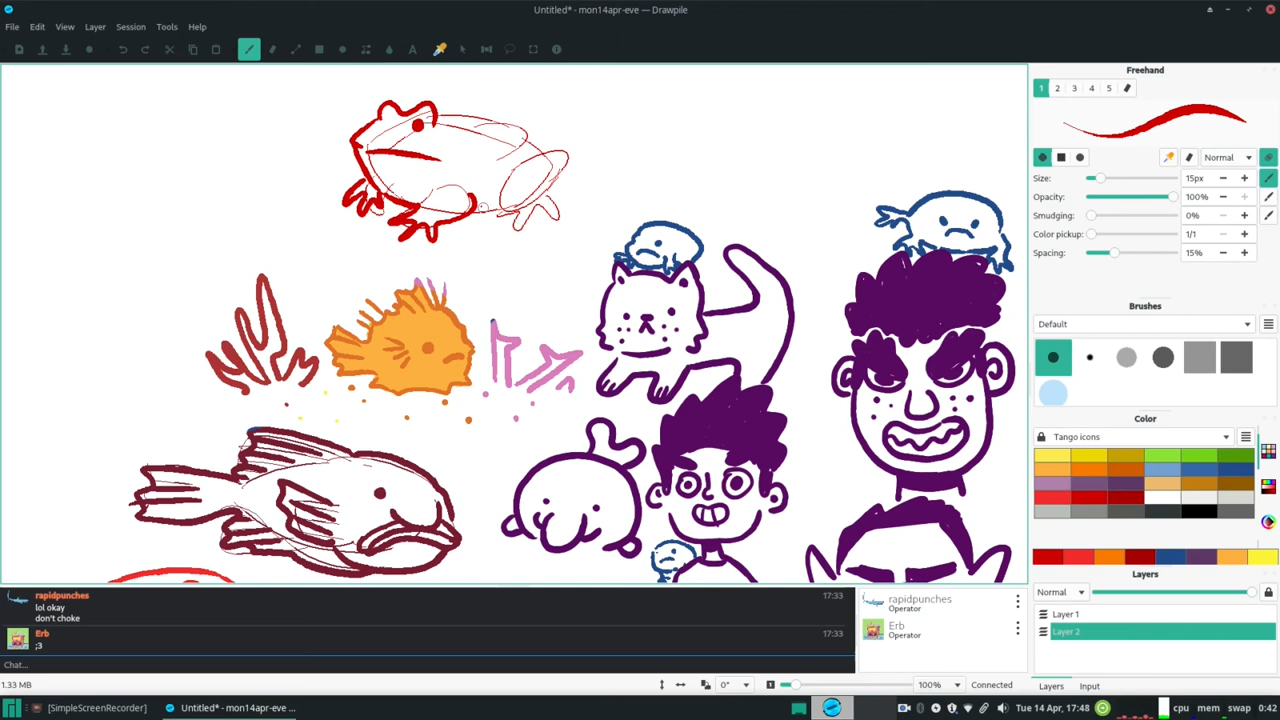 Untitled* - mon14apr-eve — Drawpile
File Edit View Layer Session Tools Help
Freehand
1 2 3 4 5
Normal
Size: 15px
Opacity: 100%
Smudging: 0%
Color pickup: 1/1
Spacing: 15%
Brushes
Default
Color
Tango icons
Layers
Normal
Layer 1
Layer 2
rapidpunches 17:33
lol okay
don't choke
Erb 17:33
;3
Chat...
rapidpunches
Operator
Erb
Operator
1.33 MB
0° 100% Connected
Layers Input
[SimpleScreenRecorder] Untitled* - mon14apr-eve ...
Tue 14 Apr, 17:48 cpu mem swap 0:42